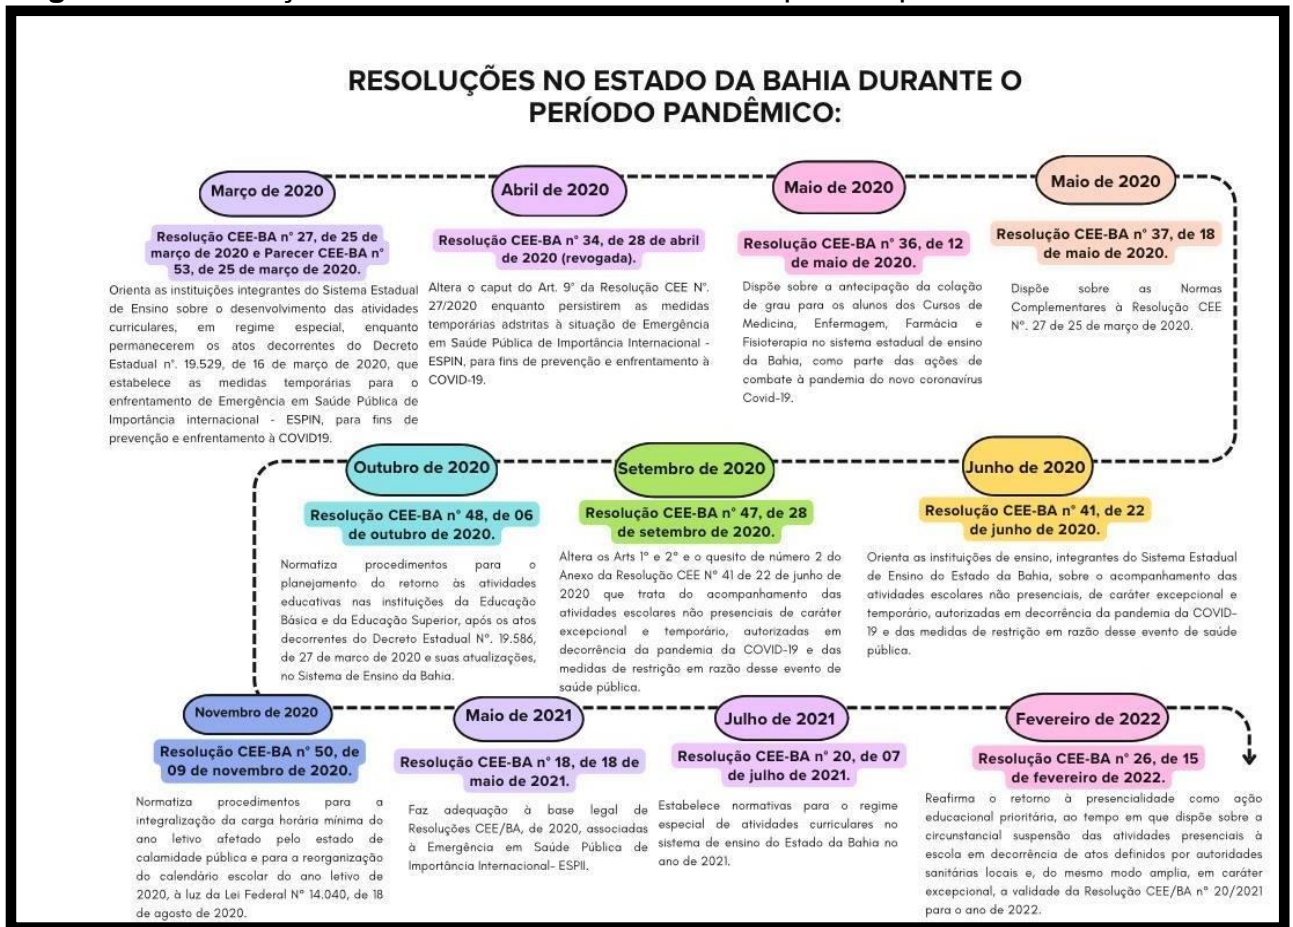 RESOLUÇÕES NO ESTADO DA BAHIA DURANTE O
PERÍODO PANDÊMICO:
Março de 2020
Resolução CEE-BA n° 27, de 25 de
março de 2020 e Parecer CEE-BA n°
53, de 25 de março de 2020.
Orienta as instituições integrantes do Sistema Estadual
de Ensino sobre o desenvolvimento das atividades
curriculares, em regime especial, enquanto
permanecerem os atos decorrentes do Decreto
Estadual n°. 19.529, de 16 de março de 2020, que
estabelece as medidas temporárias para o
enfrentamento de Emergência em Saúde Pública de
Importância internacional - ESPIN, para fins de
prevenção e enfrentamento à COVID19.
Abril de 2020
Resolução CEE-BA n° 34, de 28 de abril
de 2020 (revogada).
Altera o caput do Art. 9° da Resolução CEE N°.
27/2020 enquanto persistirem as medidas
temporárias adstritas à situação de Emergência
em Saúde Pública de Importância Internacional -
ESPIN, para fins de prevenção e enfrentamento à
COVID-19.
Maio de 2020
Resolução CEE-BA n° 36, de 12
de maio de 2020.
Dispõe sobre a antecipação da colação
de grau para os alunos dos Cursos de
Medicina, Enfermagem, Farmácia e
Fisioterapia no sistema estadual de ensino
da Bahia, como parte das ações de
combate à pandemia do novo coronavírus
Covid-19.
Maio de 2020
Resolução CEE-BA n° 37, de 18
de maio de 2020.
Dispõe sobre as Normas
Complementares à Resolução CEE
N°. 27 de 25 de março de 2020.
Outubro de 2020
Resolução CEE-BA n° 48, de 06
de outubro de 2020.
Normatiza procedimentos para o
planejamento do retorno às atividades
educativas nas instituições da Educação
Básica e da Educação Superior, após os atos
decorrentes do Decreto Estadual N°. 19.586,
de 27 de marco de 2020 e suas atualizações,
no Sistema de Ensino da Bahia.
Setembro de 2020
Resolução CEE-BA n° 47, de 28
de setembro de 2020.
Altera os Arts 1° e 2° e o quesito de número 2 do
Anexo da Resolução CEE N° 41 de 22 de junho de
2020 que trata do acompanhamento das
atividades escolares não presenciais de caráter
excepcional e temporário, autorizadas em
decorrência da pandemia da COVID-19 e das
medidas de restrição em razão desse evento de
saúde pública.
Junho de 2020
Resolução CEE-BA n° 41, de 22
de junho de 2020.
Orienta as instituições de ensino, integrantes do Sistema Estadual
de Ensino do Estado da Bahia, sobre o acompanhamento das
atividades escolares não presenciais, de caráter excepcional e
temporário, autorizadas em decorrência da pandemia da COVID-
19 e das medidas de restrição em razão desse evento de saúde
pública.
Novembro de 2020
Resolução CEE-BA n° 50, de
09 de novembro de 2020.
Normatiza procedimentos para a
integralização da carga horária mínima do
ano letivo afetado pelo estado de
calamidade pública e para a reorganização
do calendário escolar do ano letivo de
2020, à luz da Lei Federal N° 14.040, de 18
de agosto de 2020.
Maio de 2021
Resolução CEE-BA n° 18, de 18 de
maio de 2021.
Faz adequação à base legal de
Resoluções CEE/BA, de 2020, associadas
à Emergência em Saúde Pública de
Importância Internacional- ESPII.
Julho de 2021
Resolução CEE-BA n° 20, de 07
de julho de 2021.
Estabelece normativas para o regime
especial de atividades curriculares no
sistema de ensino do Estado da Bahia no
ano de 2021.
Fevereiro de 2022
Resolução CEE-BA n° 26, de 15
de fevereiro de 2022.
Reafirma o retorno à presencialidade como ação
educacional prioritária, ao tempo em que dispõe sobre a
circunstancial suspensão das atividades presenciais à
escola em decorrência de atos definidos por autoridades
sanitárias locais e, do mesmo modo amplia, em caráter
excepcional, a validade da Resolução CEE/BA n° 20/2021
para o ano de 2022.